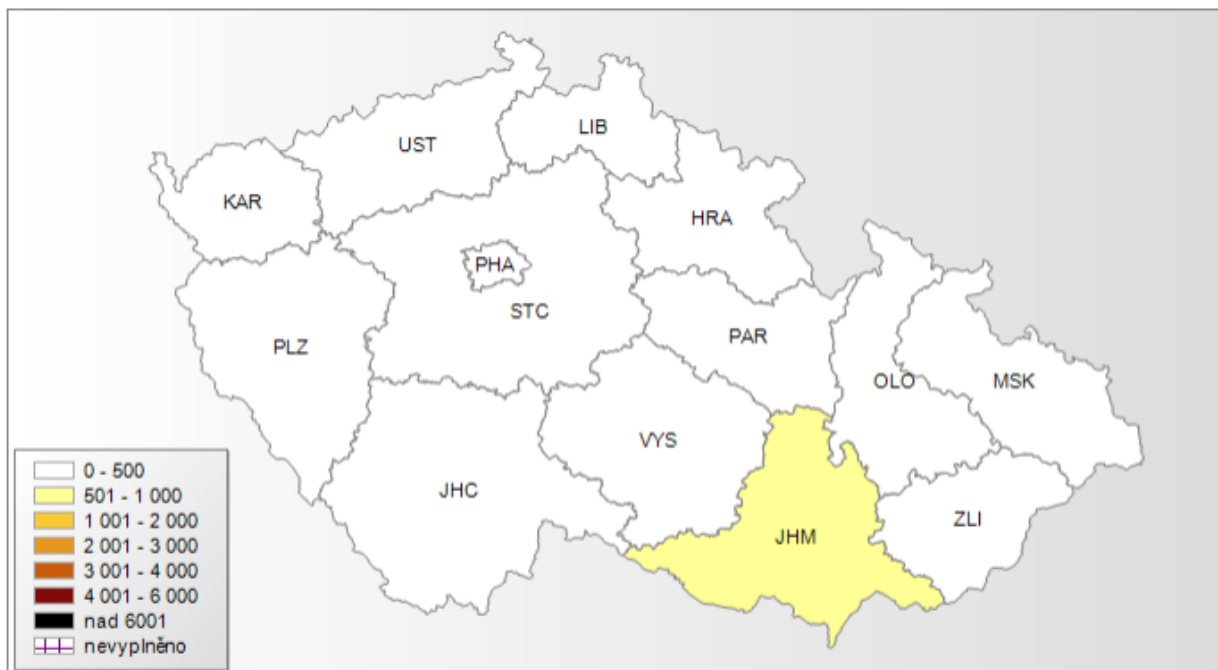 LIB
UST
KAR
HRA
PHA
STC
PAR
PLZ
OLO
MSK
VYS
JHC
ZLI
JHM
0 - 500
501 - 1 000
1 001 - 2 000
2 001 - 3 000
3 001 - 4 000
4 001 - 6 000
nad 6001
nevyplněno